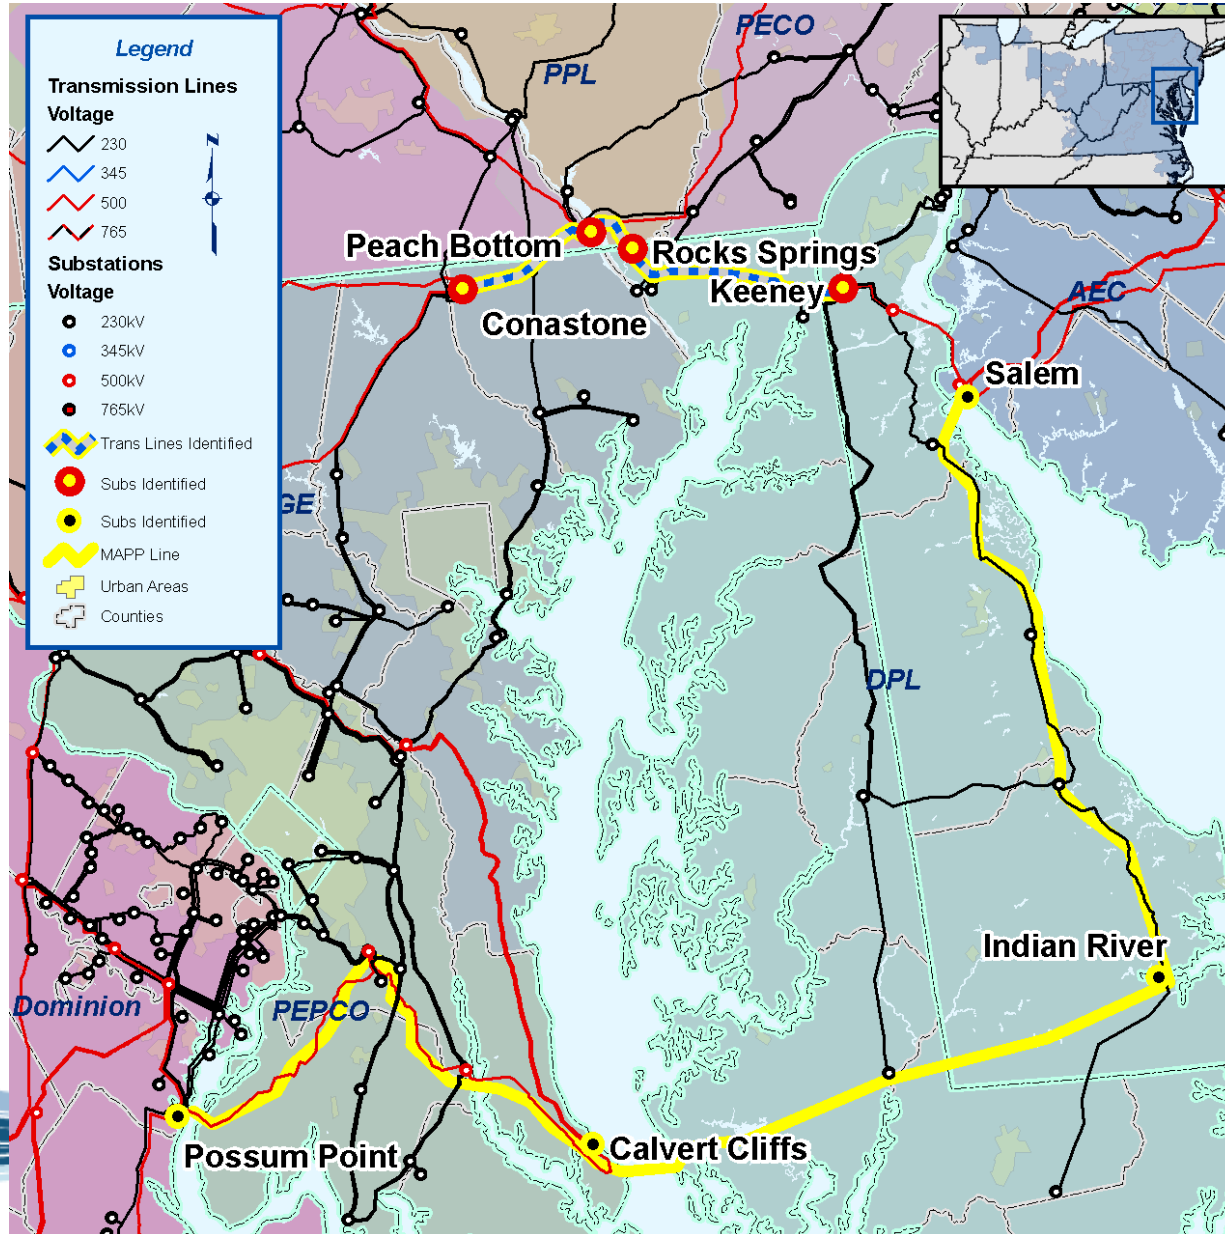 Legend
Transmission Lines
Voltage
230
345
500
765
Substations
Voltage
230kV
345kV
500kV
765kV
Trans Lines Identified
Subs Identified
Subs Identified
MAPP Line
Urban Areas
Counties
N
PECO
PPL
Peach Bottom
Rocks Springs
Keeney
Conastone
AEC
Salem
GE
DPL
Indian River
Dominion
PEPCO
Possum Point
Calvert Cliffs